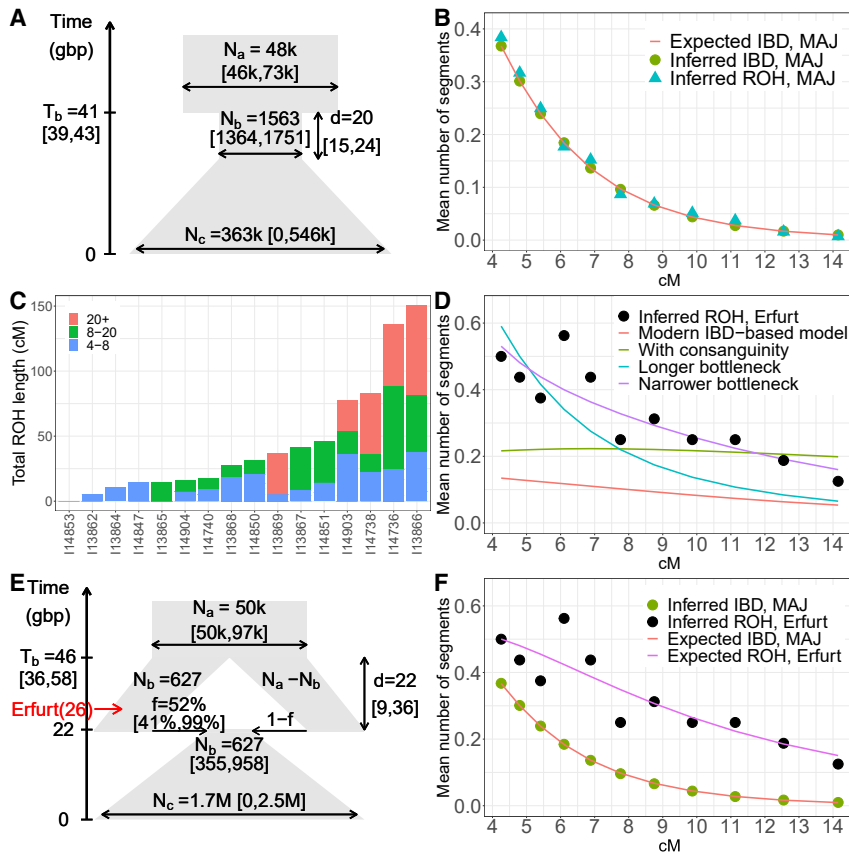 A
Time
(gbp)
N_a = 48k
[46k,73k]
T_b =41
[39,43]
N_b =1563
[1364,1751]
d=20
[15,24]
N_c =363k [0,546k]
0
B
Mean number of segments
0.4
0.3
0.2
0.1
0.0
Expected IBD, MAJ
Inferred IBD, MAJ
Inferred ROH, MAJ
4 5 6 7 8 9 10 11 12 13 14
cM
C
Total ROH length (cM)
150
100
50
0
20+
8−20
4−8
I14853
I13862
I13864
I14847
I13865
I14904
I14740
I13868
I14850
I13869
I13867
I14851
I14903
I14738
I14736
I13866
D
Mean number of segments
0.6
0.4
0.2
0.0
Inferred ROH, Erfurt
Modern IBD−based model
With consanguinity
Longer bottleneck
Narrower bottleneck
4 5 6 7 8 9 10 11 12 13 14
cM
E
Time
(gbp)
N_a = 50k
[50k,97k]
T_b =46
[36,58]
N_b =627
N_a −N_b
d=22
[9,36]
Erfurt(26)
f=52%
[41%,99%]
1−f
22
N_b =627
[355,958]
N_c =1.7M [0,2.5M]
0
F
Mean number of segments
0.6
0.4
0.2
0.0
Inferred IBD, MAJ
Inferred ROH, Erfurt
Expected IBD, MAJ
Expected ROH, Erfurt
4 5 6 7 8 9 10 11 12 13 14
cM